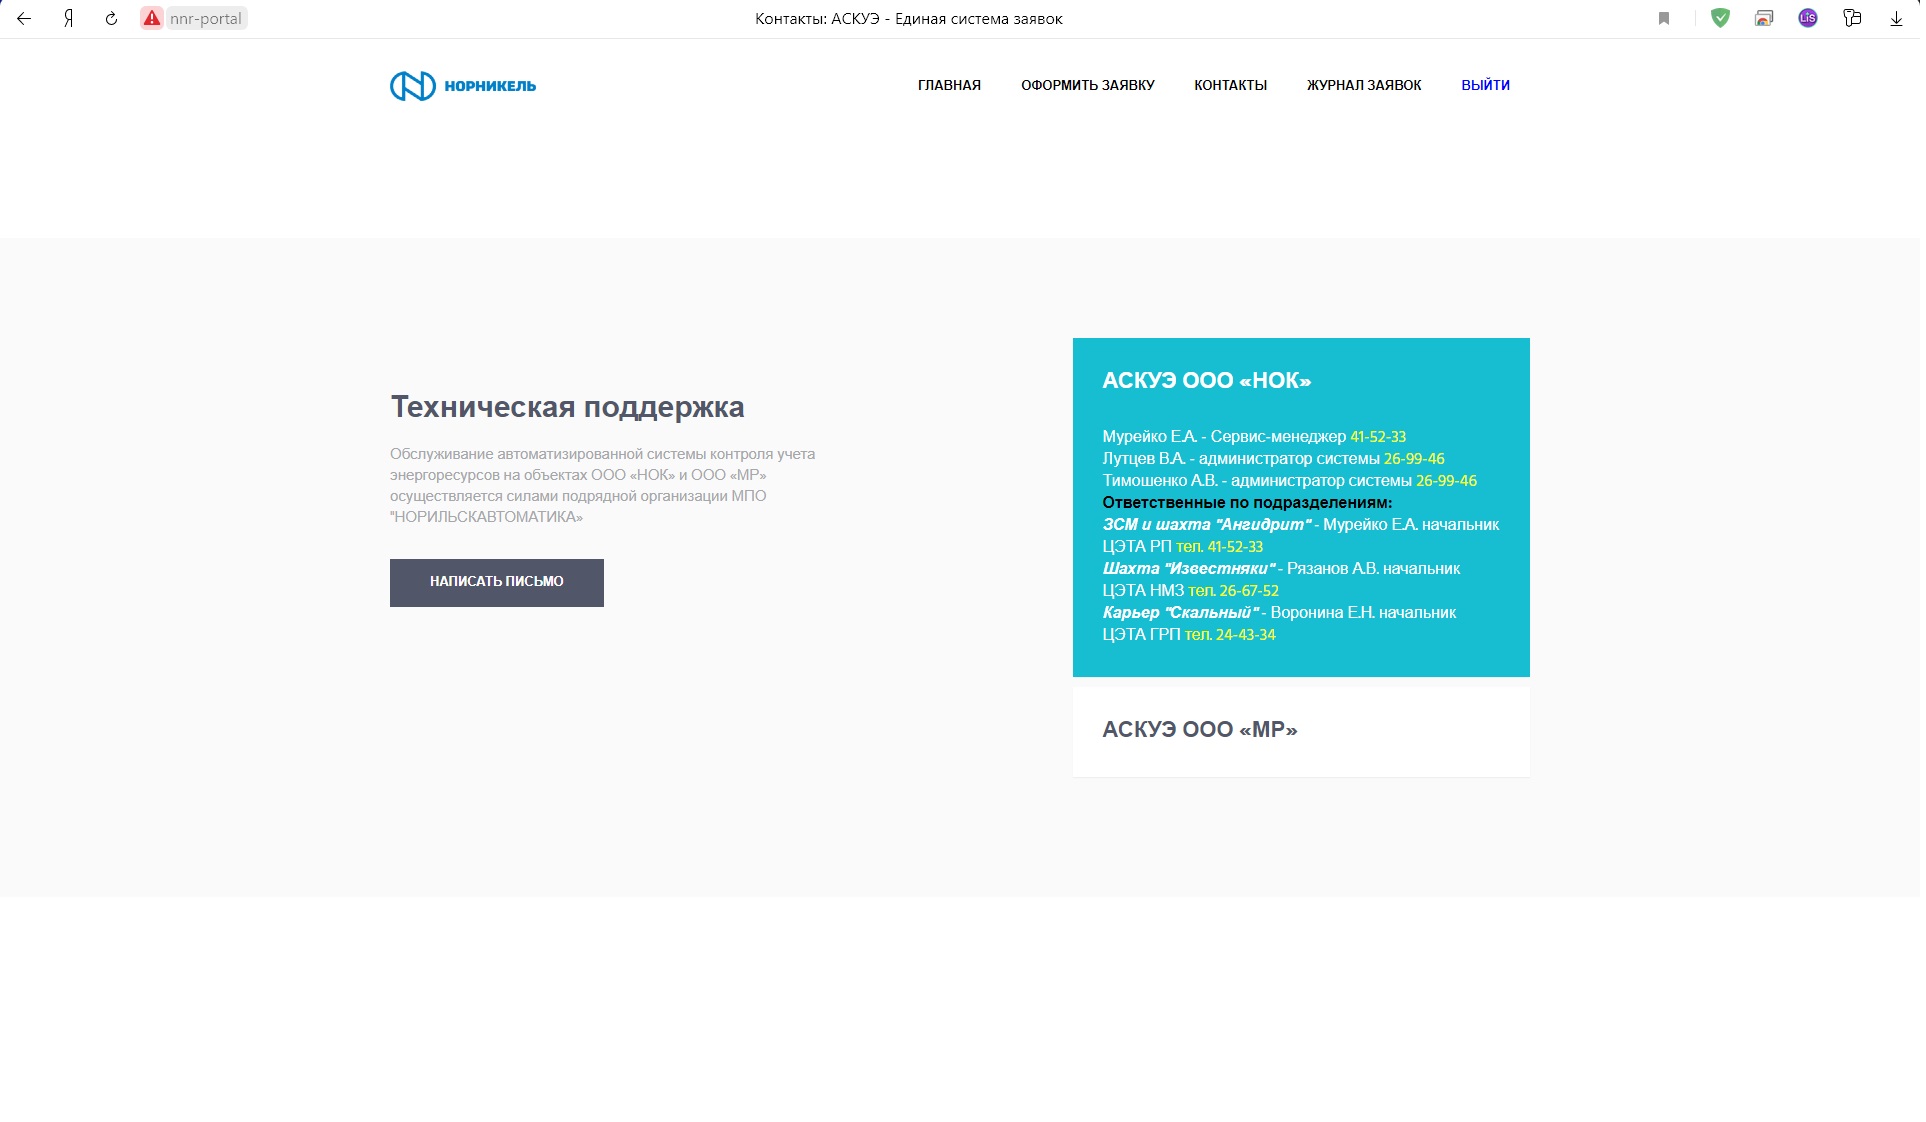 nnr-portal
Контакты: АСКУЭ - Единая система заявок
LiS
НОРНИКЕЛЬ
ГЛАВНАЯ ОФОРМИТЬ ЗАЯВКУ КОНТАКТЫ ЖУРНАЛ ЗАЯВОК ВЫЙТИ
Техническая поддержка
Обслуживание автоматизированной системы контроля учета
энергоресурсов на объектах ООО «НОК» и ООО «МР»
осуществляется силами подрядной организации МПО
"НОРИЛЬСКАВТОМАТИКА»
НАПИСАТЬ ПИСЬМО
АСКУЭ ООО «НОК»
Мурейко Е.А. - Сервис-менеджер 41-52-33
Лутцев В.А. - администратор системы 26-99-46
Тимошенко А.В. - администратор системы 26-99-46
Ответственные по подразделениям:
ЗСМ и шахта "Ангидрит" - Мурейко Е.А. начальник
ЦЭТА РП тел. 41-52-33
Шахта "Известняки" - Рязанов А.В. начальник
ЦЭТА НМЗ тел. 26-67-52
Карьер "Скальный" - Воронина Е.Н. начальник
ЦЭТА ГРП тел. 24-43-34
АСКУЭ ООО «МР»